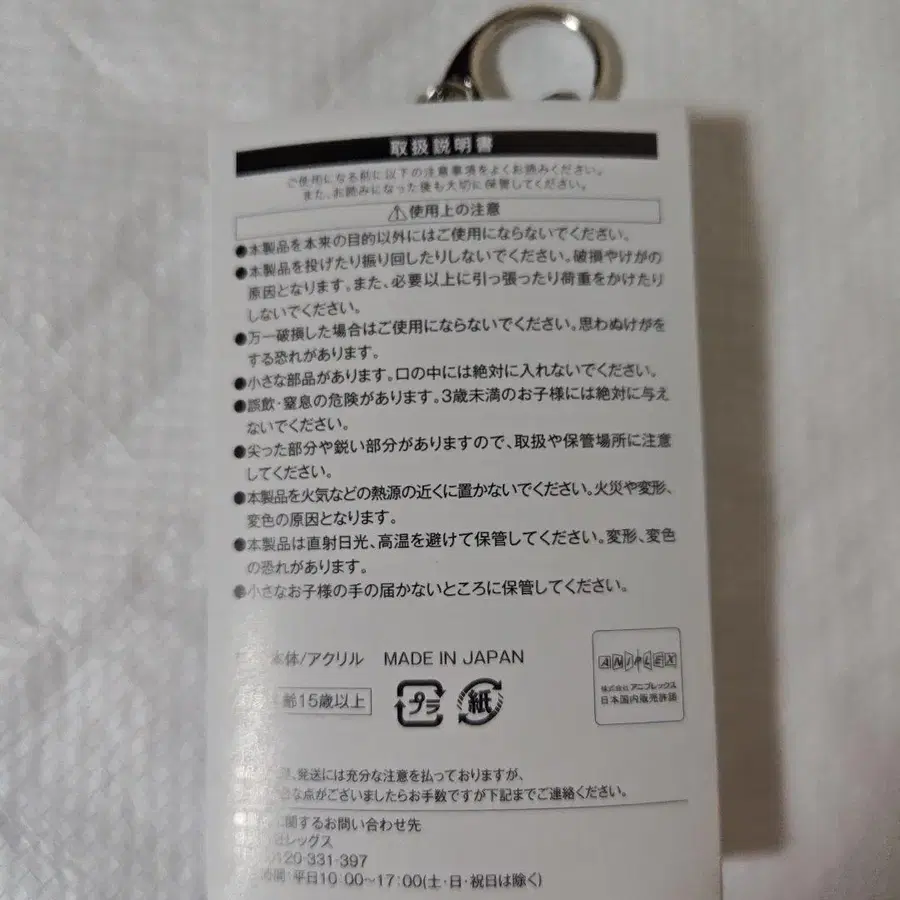 取扱説明書
ご使用になる前に以下の注意事項をよくお読みください。
また、お読みになった後も大切に保管してください。
⚠使用上の注意
●本製品を本来の目的以外にはご使用にならないでください。
●本製品を投げたり振り回したりしないでください。破損やけがの
原因となります。また、必要以上に引っ張ったり荷重をかけたり
しないでください。
●万一破損した場合はご使用にならないでください。思わぬけがを
する恐れがあります。
●小さな部品があります。口の中には絶対に入れないでください。
●誤飲・窒息の危険があります。3歳未満のお子様には絶対に与え
ないでください。
●尖った部分や鋭い部分がありますので、取扱や保管場所に注意
してください。
●本製品を火気などの熱源の近くに置かないでください。火災や変形、
変色の原因となります。
●本製品は直射日光、高温を避けて保管してください。変形、変色
の恐れがあります。
●小さなお子様の手の届かないところに保管してください。
本体/アクリル MADE IN JAPAN
齢15歳以上
プラ
紙
ANIPLEX
株式会社アニプレックス
日本国内販売許諾
、発送には充分な注意を払っておりますが、
な点がございましたらお手数ですが下記までご連絡ください。
に関するお問い合わせ先
レッグス
120-331-397
時間：平日10:00〜17:00(土・日・祝日は除く)